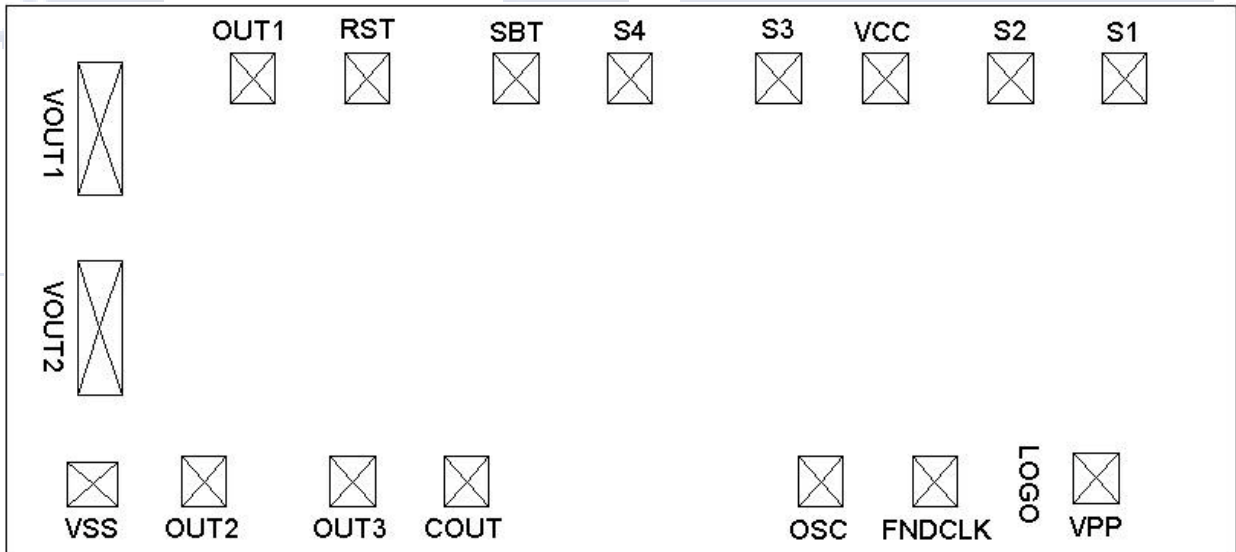 OUT1 RST SBT S4 S3 VCC S2 S1
VOUT1
VOUT2
LOGO
VSS OUT2 OUT3 COUT OSC FNDCLK VPP